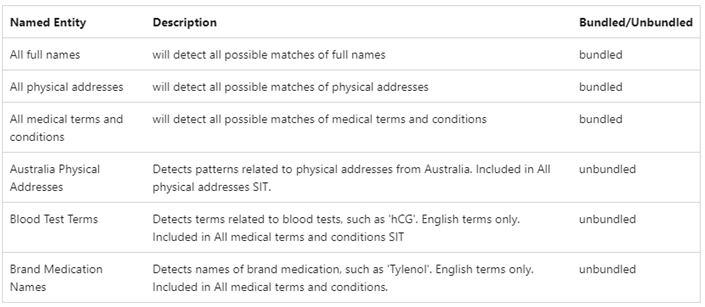 Named Entity Description Bundled/Unbundled
All full names will detect all possible matches of full names bundled
All physical addresses will detect all possible matches of physical addresses bundled
All medical terms and will detect all possible matches of medical terms and conditions bundled
conditions
Australia Physical Detects patterns related to physical addresses from Australia. Included in All unbundled
Addresses physical addresses SIT.
Blood Test Terms Detects terms related to blood tests, such as 'hCG'. English terms only. unbundled
Included in All medical terms and conditions SIT
Brand Medication Detects names of brand medication, such as 'Tylenol'. English terms only. unbundled
Names Included in All medical terms and conditions.